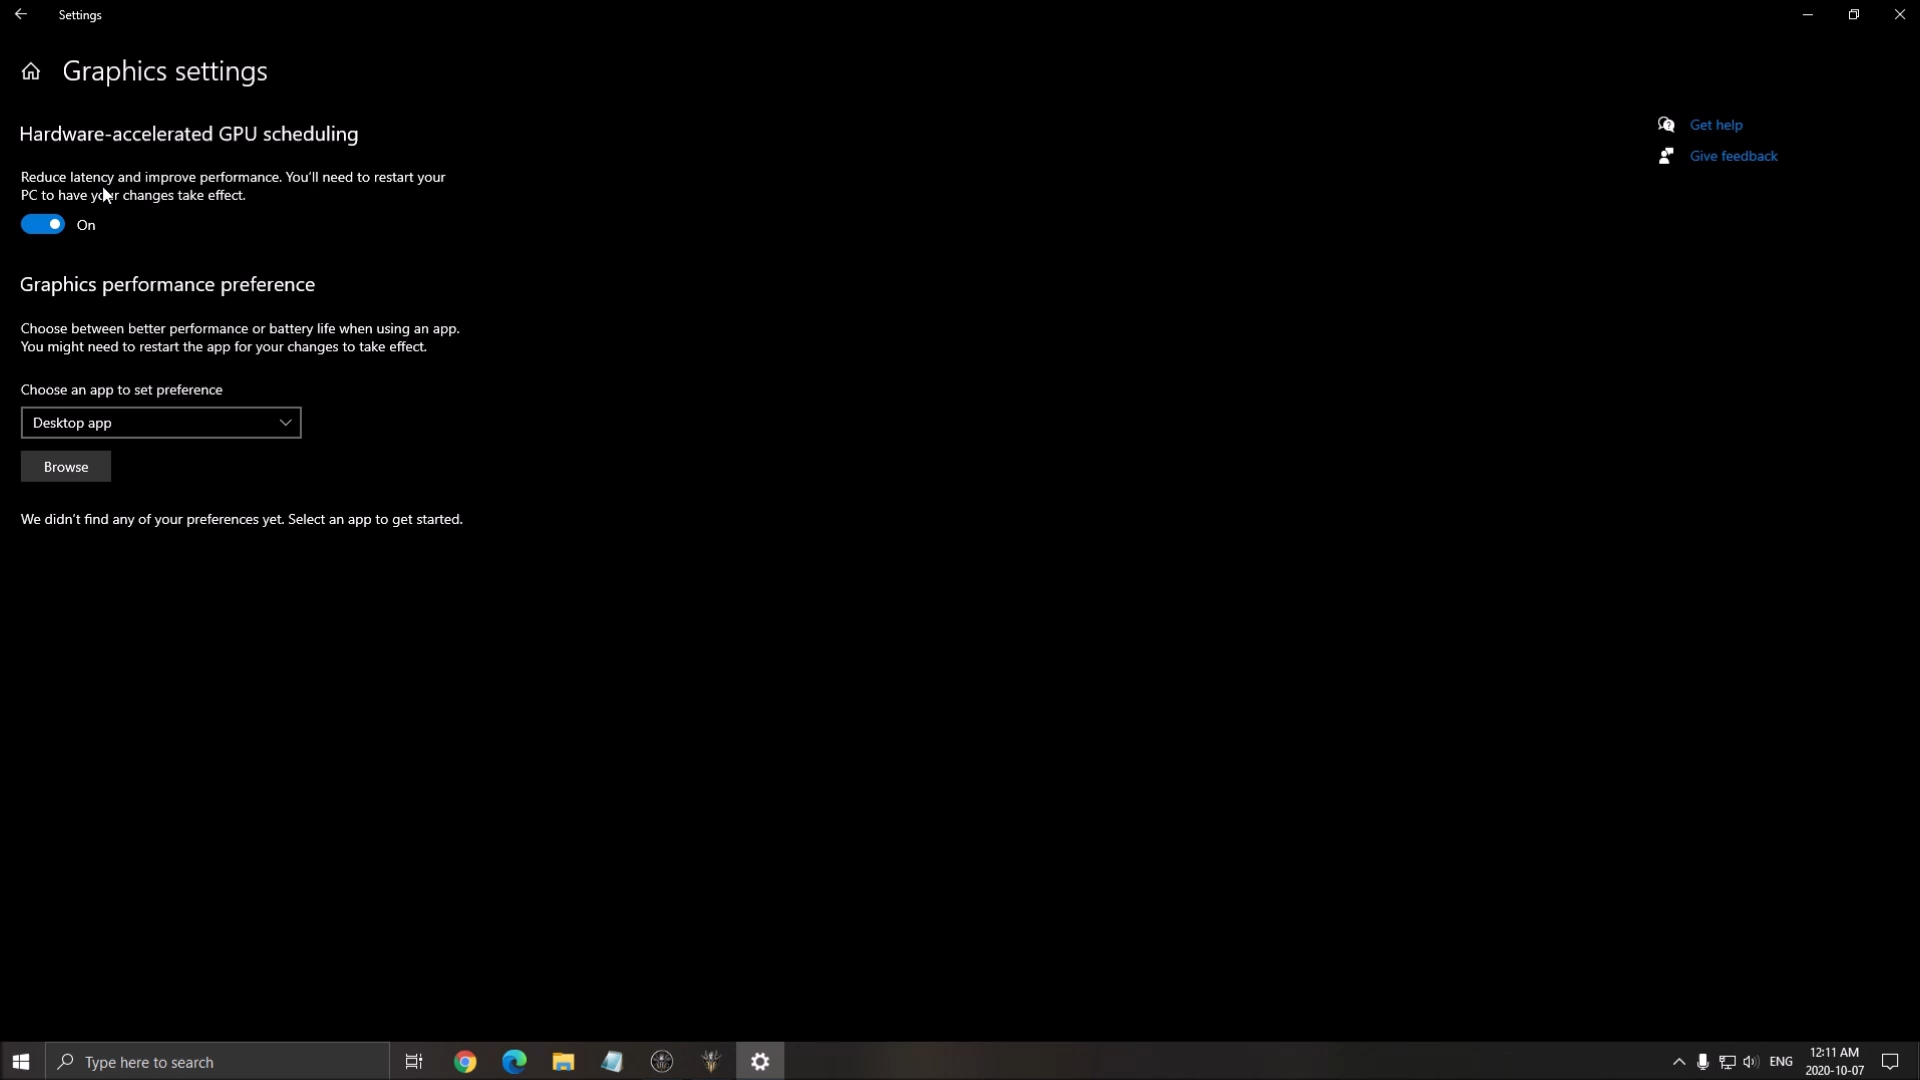 Settings
Graphics settings
Hardware-accelerated GPU scheduling
Reduce latency and improve performance. You'll need to restart your
PC to have your changes take effect.
On
Graphics performance preference
Choose between better performance or battery life when using an app.
You might need to restart the app for your changes to take effect.
Choose an app to set preference
Desktop app
Browse
We didn't find any of your preferences yet. Select an app to get started.
Get help
Give feedback
Type here to search
ENG
12:11 AM
2020-10-07